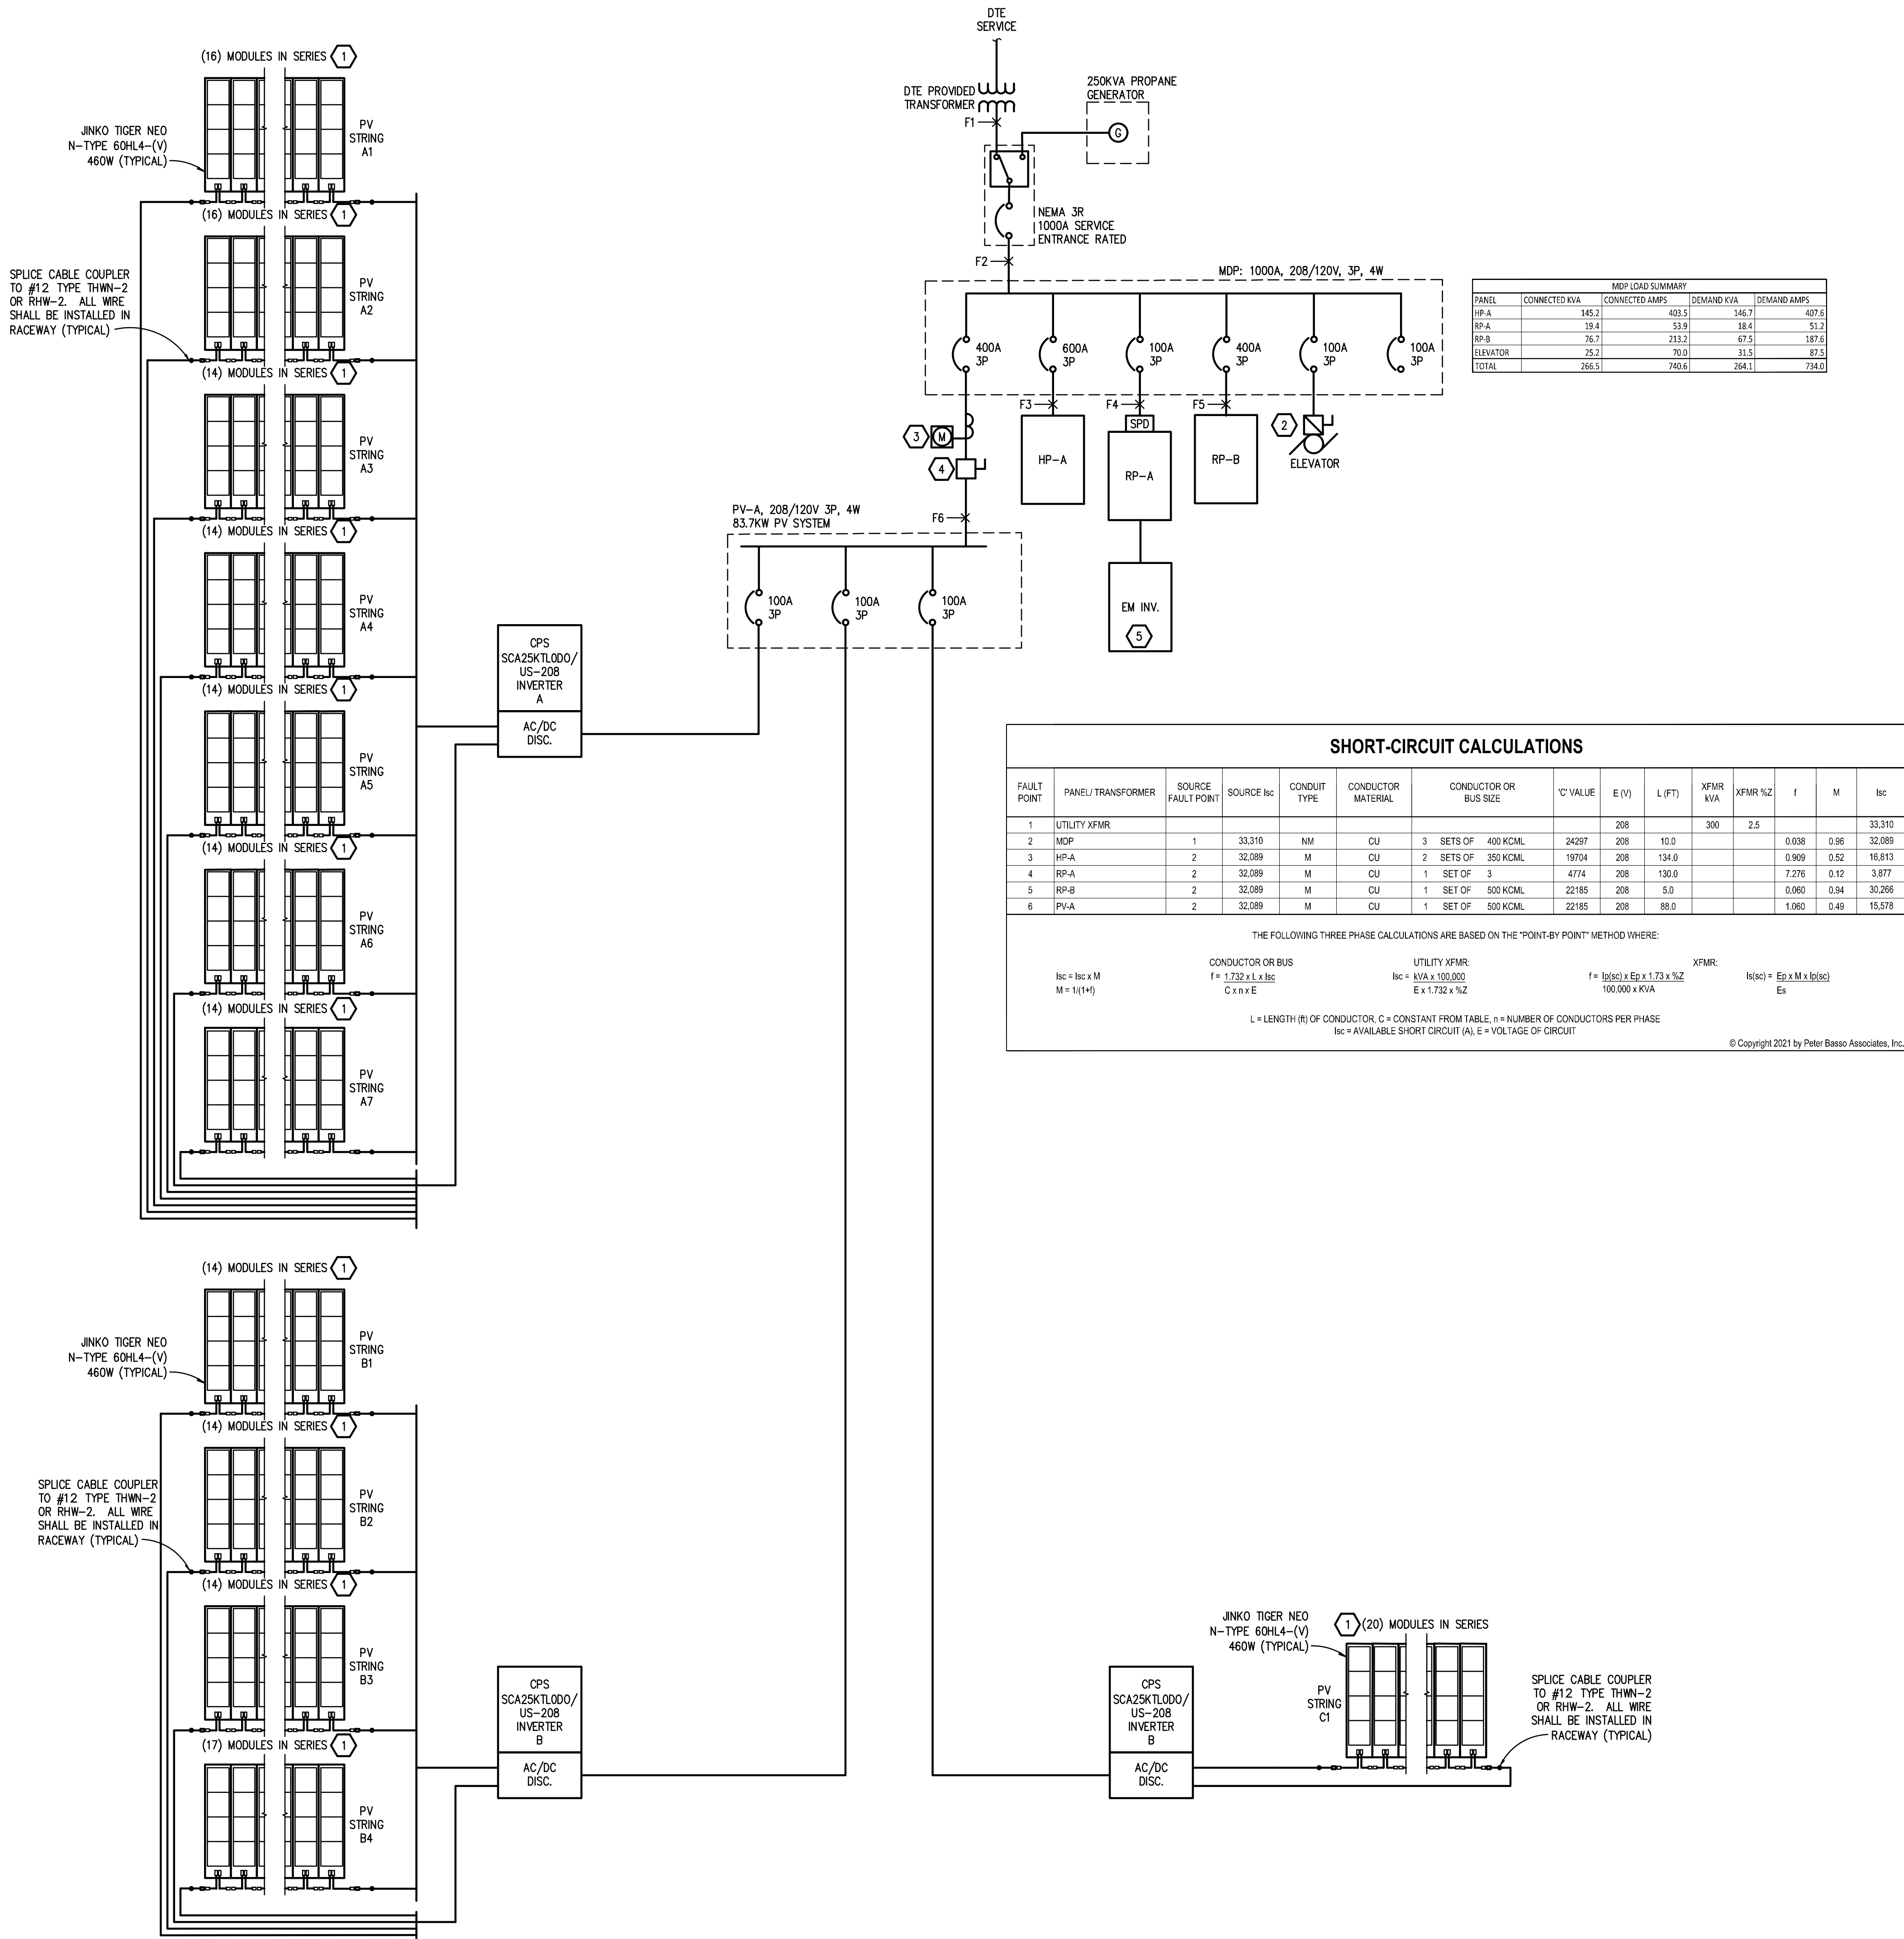 DTE
SERVICE
DTE PROVIDED
TRANSFORMER
F1
250KVA PROPANE
GENERATOR
G
NEMA 3R
1000A SERVICE
ENTRANCE RATED
F2
MDP: 1000A, 208/120V, 3P, 4W
400A
3P
600A
3P
100A
3P
400A
3P
100A
3P
100A
3P
F3
F4
F5
3
M
4
HP-A
SPD
RP-A
RP-B
2
ELEVATOR
F6
EM INV.
5
PV-A, 208/120V 3P, 4W
83.7KW PV SYSTEM
100A
3P
100A
3P
100A
3P
MDP LOAD SUMMARY
PANEL CONNECTED KVA CONNECTED AMPS DEMAND KVA DEMAND AMPS
HP-A 145.2 403.5 146.7 407.6
RP-A 19.4 53.9 18.4 51.2
RP-B 76.7 213.2 67.5 187.6
ELEVATOR 25.2 70.0 31.5 87.5
TOTAL 266.5 740.6 264.1 734.0
(16) MODULES IN SERIES 1
JINKO TIGER NEO
N-TYPE 60HL4-(V)
460W (TYPICAL)
PV
STRING
A1
(16) MODULES IN SERIES 1
SPLICE CABLE COUPLER
TO #12 TYPE THWN-2
OR RHW-2. ALL WIRE
SHALL BE INSTALLED IN
RACEWAY (TYPICAL)
PV
STRING
A2
(14) MODULES IN SERIES 1
PV
STRING
A3
(14) MODULES IN SERIES 1
PV
STRING
A4
(14) MODULES IN SERIES 1
PV
STRING
A5
(14) MODULES IN SERIES 1
PV
STRING
A6
(14) MODULES IN SERIES 1
PV
STRING
A7
CPS
SCA25KTLODO/
US-208
INVERTER
A
AC/DC
DISC.
SHORT-CIRCUIT CALCULATIONS
FAULT POINT PANEL/ TRANSFORMER SOURCE FAULT POINT SOURCE Isc CONDUIT TYPE CONDUCTOR MATERIAL CONDUCTOR OR BUS SIZE 'C' VALUE E (V) L (FT) XFMR kVA XFMR %Z f M Isc
1 UTILITY XFMR 208 300 2.5 33,310
2 MDP 1 33,310 NM CU 3 SETS OF 400 KCML 24297 208 10.0 0.038 0.96 32,089
3 HP-A 2 32,089 M CU 2 SETS OF 350 KCML 19704 208 134.0 0.909 0.52 16,813
4 RP-A 2 32,089 M CU 1 SET OF 3 4774 208 130.0 7.276 0.12 3,877
5 RP-B 2 32,089 M CU 1 SET OF 500 KCML 22185 208 5.0 0.060 0.94 30,266
6 PV-A 2 32,089 M CU 1 SET OF 500 KCML 22185 208 88.0 1.060 0.49 15,578
THE FOLLOWING THREE PHASE CALCULATIONS ARE BASED ON THE "POINT-BY POINT" METHOD WHERE:
CONDUCTOR OR BUS UTILITY XFMR: XFMR:
Isc = Isc x M f = 1.732 x L x Isc Isc = kVA x 100,000 f = Ip(sc) x Ep x 1.73 x %Z Is(sc) = Ep x M x Ip(sc)
M = 1/(1+f) C x n x E E x 1.732 x %Z 100,000 x KVA Es
L = LENGTH (ft) OF CONDUCTOR, C = CONSTANT FROM TABLE, n = NUMBER OF CONDUCTORS PER PHASE
Isc = AVAILABLE SHORT CIRCUIT (A), E = VOLTAGE OF CIRCUIT
© Copyright 2021 by Peter Basso Associates, Inc.
(14) MODULES IN SERIES 1
JINKO TIGER NEO
N-TYPE 60HL4-(V)
460W (TYPICAL)
PV
STRING
B1
(14) MODULES IN SERIES 1
SPLICE CABLE COUPLER
TO #12 TYPE THWN-2
OR RHW-2. ALL WIRE
SHALL BE INSTALLED IN
RACEWAY (TYPICAL)
PV
STRING
B2
(14) MODULES IN SERIES 1
PV
STRING
B3
(17) MODULES IN SERIES 1
PV
STRING
B4
CPS
SCA25KTLODO/
US-208
INVERTER
B
AC/DC
DISC.
CPS
SCA25KTLODO/
US-208
INVERTER
B
AC/DC
DISC.
JINKO TIGER NEO
N-TYPE 60HL4-(V)
460W (TYPICAL)
1 (20) MODULES IN SERIES
PV
STRING
C1
SPLICE CABLE COUPLER
TO #12 TYPE THWN-2
OR RHW-2. ALL WIRE
SHALL BE INSTALLED IN
RACEWAY (TYPICAL)